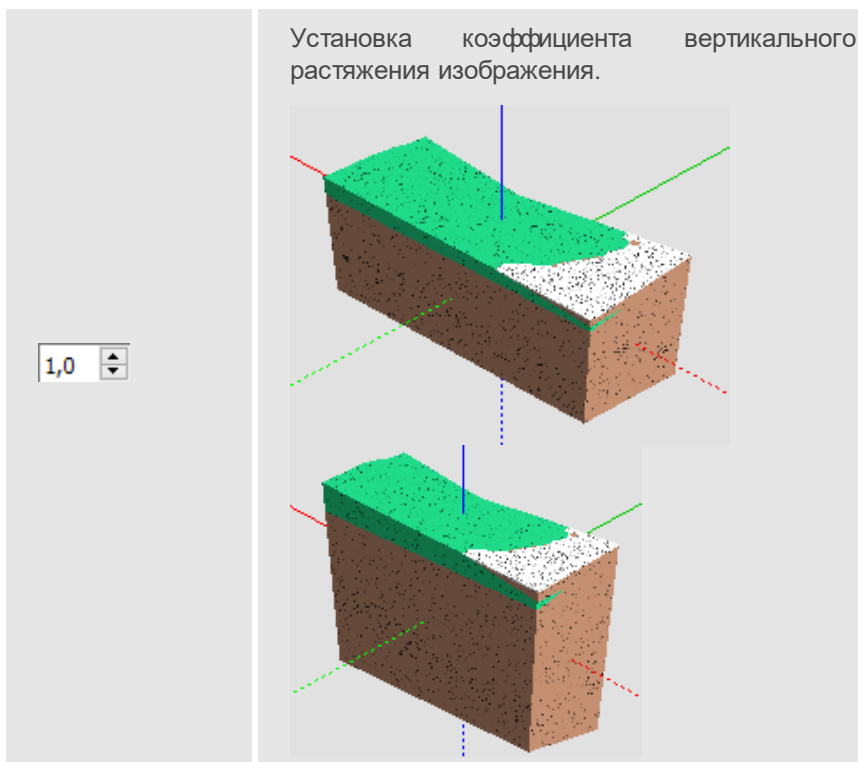 Установка коэффициента вертикального
растяжения изображения.
1,0